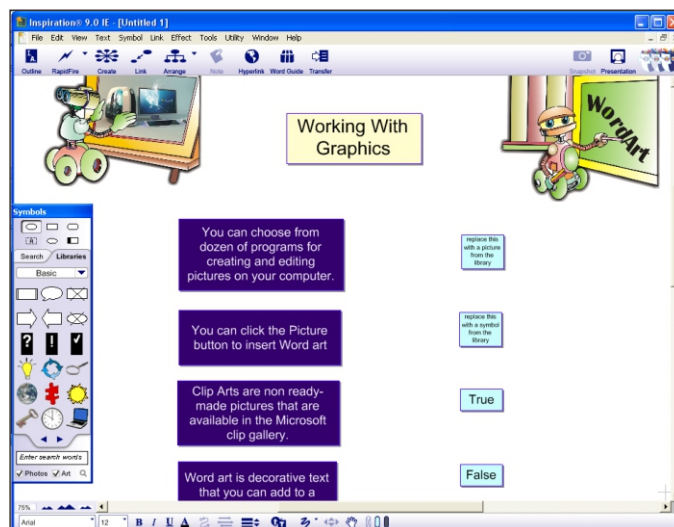 Inspiration® 9.0 IE - [Untitled 1]
File Edit View Text Symbol Link Effect Tools Utility Window Help
Outline RapidFire Create Link Arrange Note Hyperlink Word Guide Transfer Snapshot Presentation
WordArt
Working With
Graphics
Symbols
A
Search Libraries
Basic
? !
Enter search words
Photos Art
You can choose from
dozen of programs for
creating and editing
pictures on your computer.
replace this
with a picture
from the
library
You can click the Picture
button to insert Word art
replace this
with a symbol
from the
library
Clip Arts are non ready-
made pictures that are
available in the Microsoft
clip gallery.
True
Word art is decorative text
that you can add to a
False
75%
Arial 12 B I U A